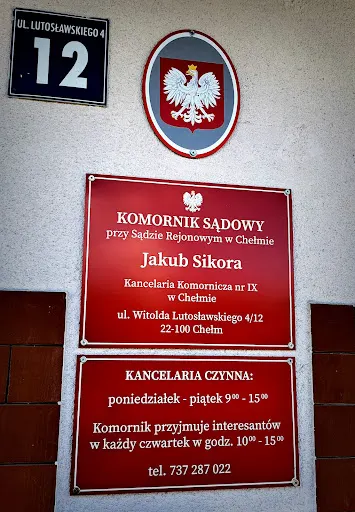 UL. LUTOSŁAWSKIEGO 4
12
KOMORNIK SĄDOWY
przy Sądzie Rejonowym w Chełmie
Jakub Sikora
Kancelaria Komornicza nr IX
w Chełmie
ul. Witolda Lutosławskiego 4/12
22-100 Chełm
KANCELARIA CZYNNA:
poniedziałek - piątek 9⁰⁰ - 15⁰⁰
Komornik przyjmuje interesantów
w każdy czwartek w godz. 10⁰⁰ - 15⁰⁰
tel. 737 287 022